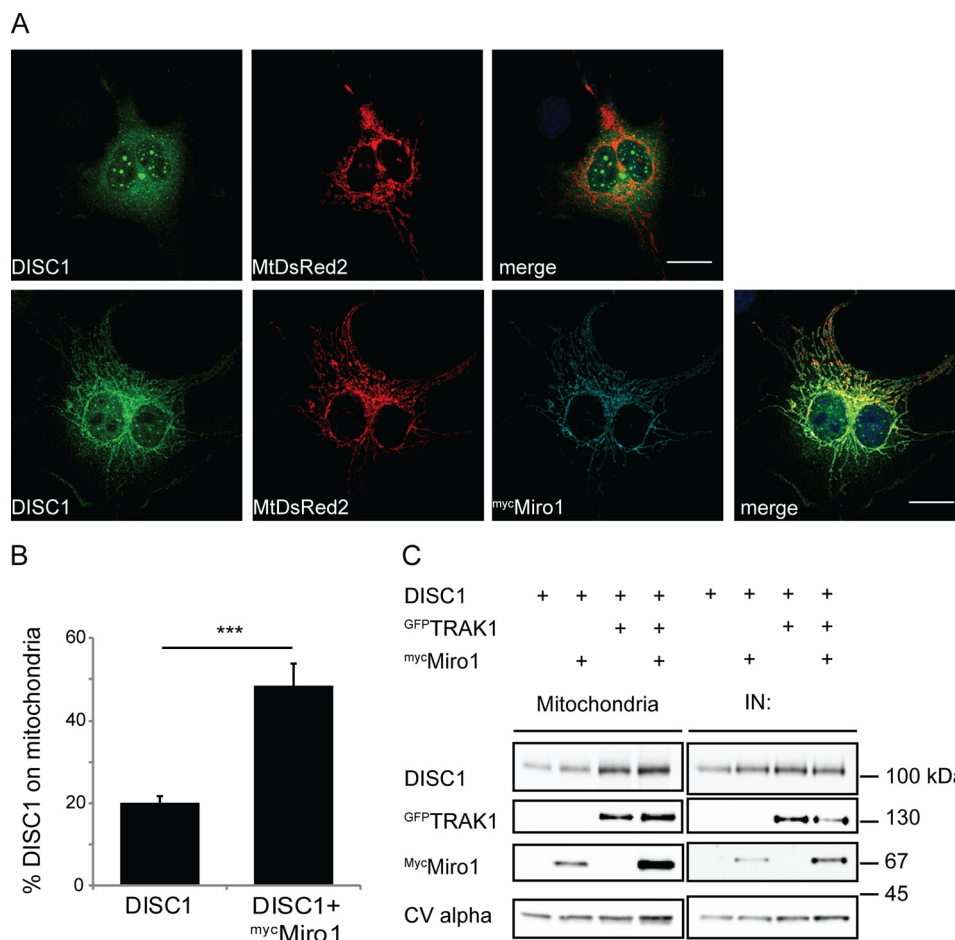 A
DISC1
MtDsRed2
merge
DISC1
MtDsRed2
mycMiro1
merge
B
% DISC1 on mitochondria
60
40
20
0
***
DISC1
DISC1+
mycMiro1
C
DISC1 + + + + + + + +
GFPTRAK1 + + + +
mycMiro1 + + + +
Mitochondria IN:
DISC1 100 kDa
GFPTRAK1 130
MycMiro1 67
45
CV alpha